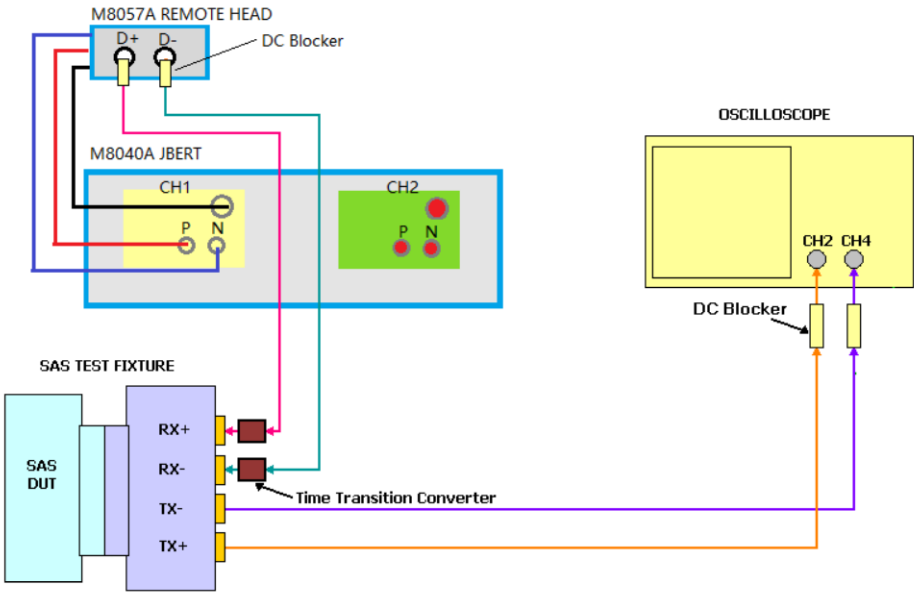 M8057A REMOTE HEAD
D+ D-
DC Blocker
OSCILLOSCOPE
M8040A JBERT
CH1
CH2
P N
P N
CH2 CH4
DC Blocker
SAS TEST FIXTURE
RX+
SAS
DUT
RX-
Time Transition Converter
TX-
TX+